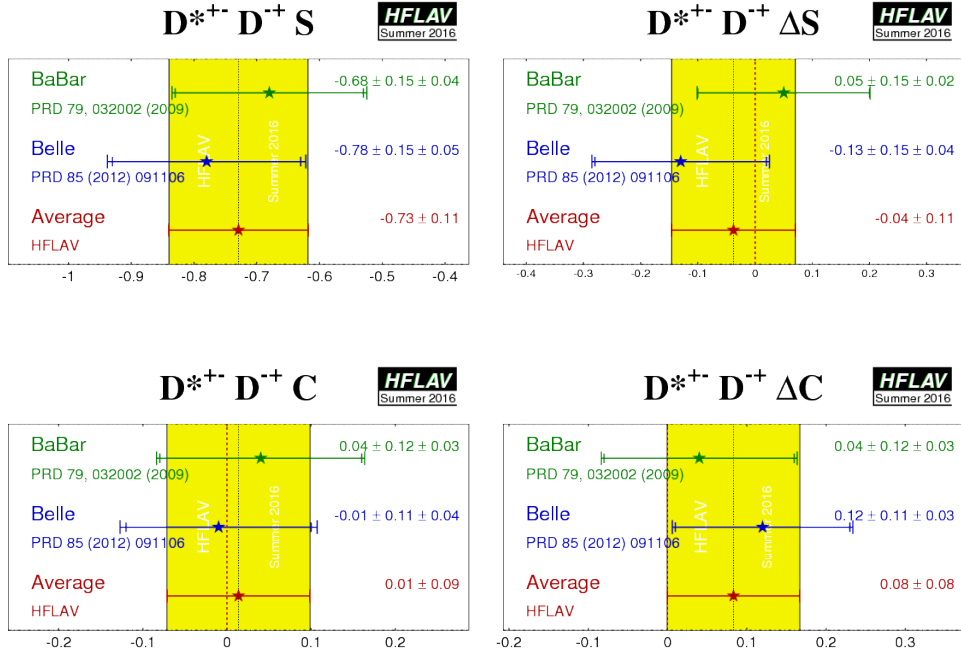 D*+- D-+ S
HFLAV
Summer 2016
BaBar
-0.68 ± 0.15 ± 0.04
PRD 79, 032002 (2009)
Belle
-0.78 ± 0.15 ± 0.05
PRD 85 (2012) 091106
HFLAV
Summer 2016
Average
-0.73 ± 0.11
HFLAV
-1 -0.9 -0.8 -0.7 -0.6 -0.5 -0.4
D*+- D-+ ΔS
HFLAV
Summer 2016
BaBar
0.05 ± 0.15 ± 0.02
PRD 79, 032002 (2009)
Belle
-0.13 ± 0.15 ± 0.04
PRD 85 (2012) 091106
HFLAV
Summer 2016
Average
-0.04 ± 0.11
HFLAV
-0.4 -0.3 -0.2 -0.1 0 0.1 0.2 0.3
D*+- D-+ C
HFLAV
Summer 2016
BaBar
0.04 ± 0.12 ± 0.03
PRD 79, 032002 (2009)
Belle
-0.01 ± 0.11 ± 0.04
PRD 85 (2012) 091106
HFLAV
Summer 2016
Average
0.01 ± 0.09
HFLAV
-0.2 -0.1 0 0.1 0.2
D*+- D-+ ΔC
HFLAV
Summer 2016
BaBar
0.04 ± 0.12 ± 0.03
PRD 79, 032002 (2009)
Belle
0.12 ± 0.11 ± 0.03
PRD 85 (2012) 091106
HFLAV
Summer 2016
Average
0.08 ± 0.08
HFLAV
-0.2 -0.1 0 0.1 0.2 0.3